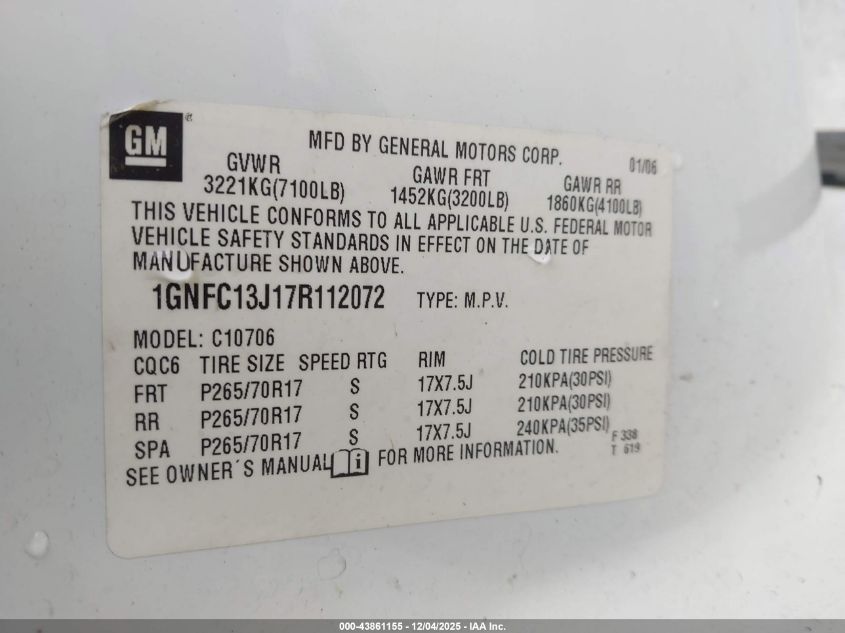 GM ®
MFD BY GENERAL MOTORS CORP. 01/06
GVWR GAWR FRT GAWR RR
3221KG(7100LB) 1452KG(3200LB) 1860KG(4100LB)
THIS VEHICLE CONFORMS TO ALL APPLICABLE U.S. FEDERAL MOTOR
VEHICLE SAFETY STANDARDS IN EFFECT ON THE DATE OF
MANUFACTURE SHOWN ABOVE.
1GNFC13J17R112072 TYPE: M.P.V.
MODEL: C10706
CQC6 TIRE SIZE SPEED RTG RIM COLD TIRE PRESSURE
FRT P265/70R17 S 17X7.5J 210KPA(30PSI)
RR P265/70R17 S 17X7.5J 210KPA(30PSI)
SPA P265/70R17 S 17X7.5J 240KPA(35PSI)
F 338
T 619
SEE OWNER´S MANUAL i FOR MORE INFORMATION.
000-43861155 - 12/04/2025 - IAA Inc.